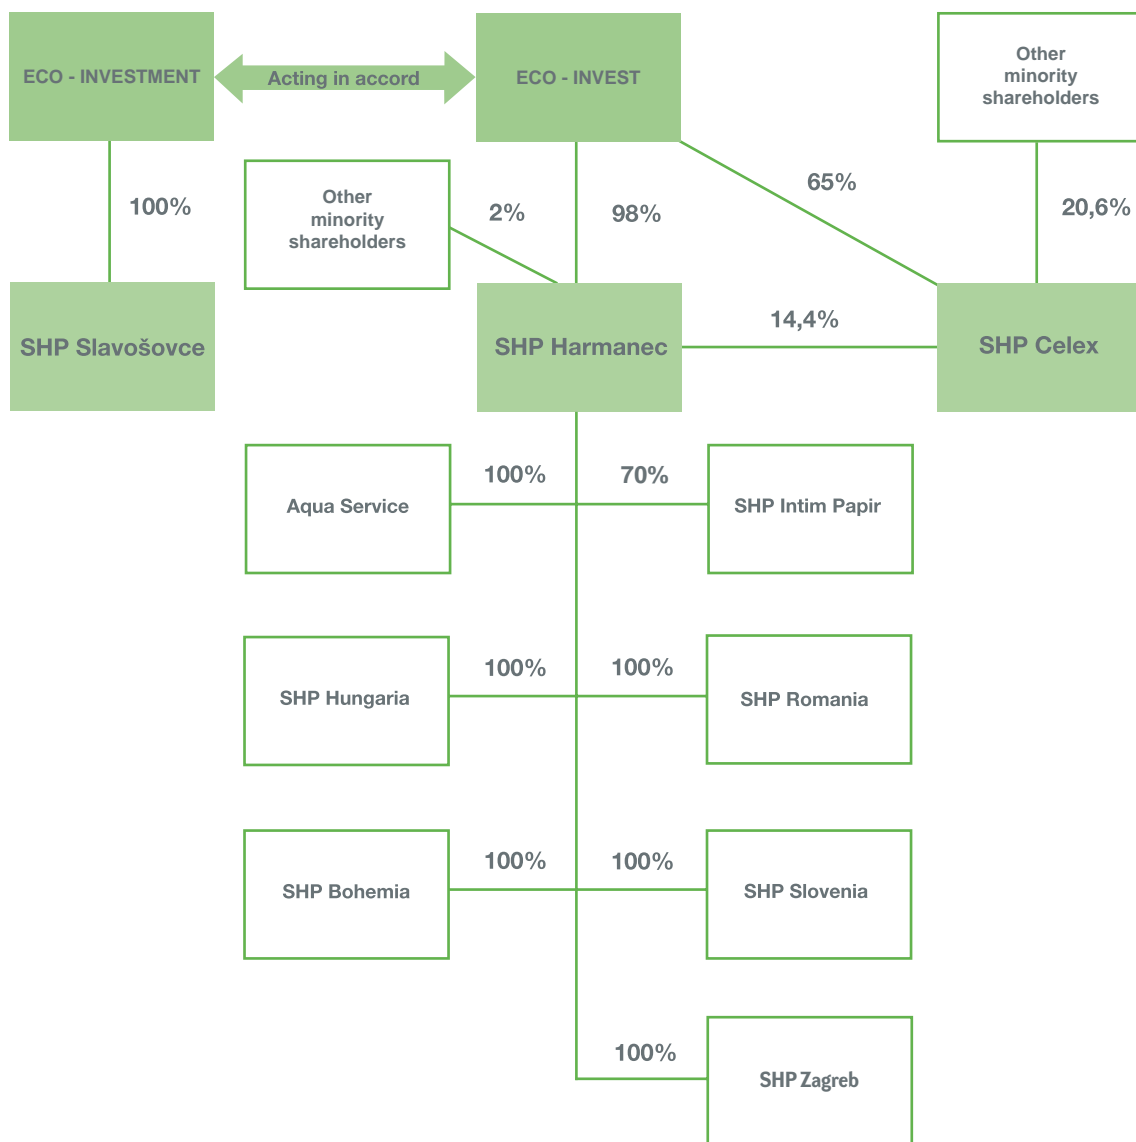 ECO - INVESTMENT
Acting in accord
ECO - INVEST
Other
minority
shareholders
100%
Other
minority
shareholders
2%
98%
65%
20,6%
SHP Slavošovce
SHP Harmanec
14,4%
SHP Celex
Aqua Service
100%
70%
SHP Intim Papir
SHP Hungaria
100%
100%
SHP Romania
SHP Bohemia
100%
100%
SHP Slovenia
100%
SHP Zagreb